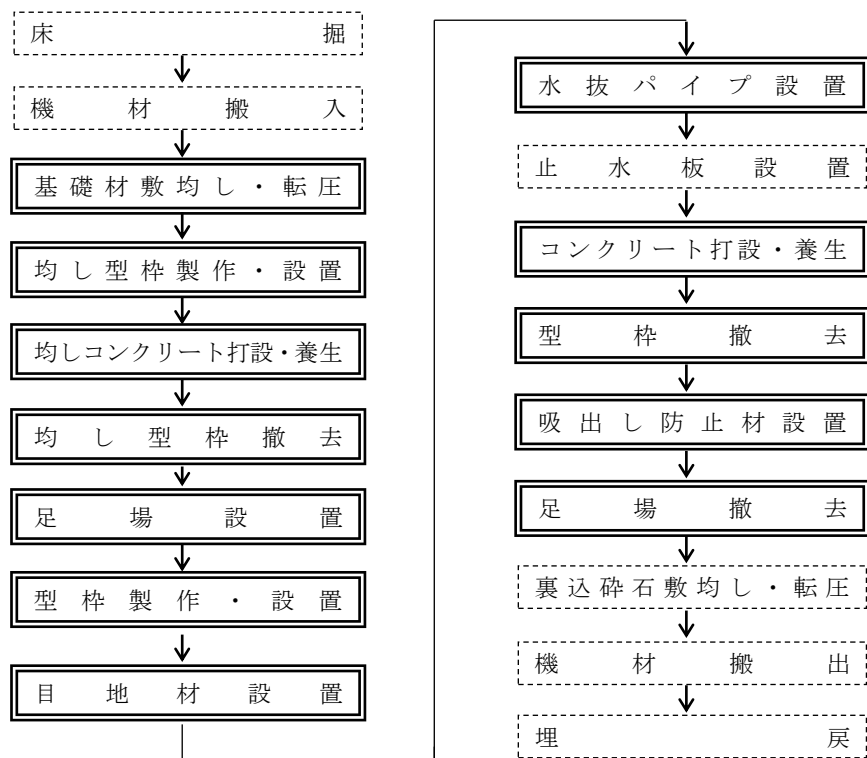 床掘
機材搬入
基礎材敷均し・転圧
均し型枠製作・設置
均しコンクリート打設・養生
均し型枠撤去
足場設置
型枠製作・設置
目地材設置
水抜パイプ設置
止水板設置
コンクリート打設・養生
型枠撤去
吸出し防止材設置
足場撤去
裏込砕石敷均し・転圧
機材搬出
埋戻